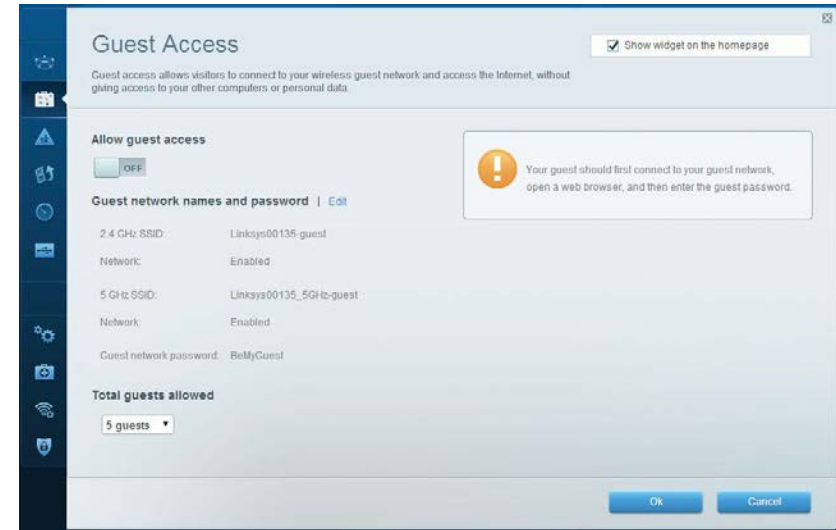 Guest Access
Show widget on the homepage
Guest access allows visitors to connect to your wireless guest network and access the Internet, without
giving access to your other computers or personal data.
Allow guest access
OFF
Your guest should first connect to your guest network,
open a web browser, and then enter the guest password.
Guest network names and password | Edit
2.4 GHz SSID: Linksys00135-guest
Network: Enabled
5 GHz SSID: Linksys00135_5GHz-guest
Network: Enabled
Guest network password: BeMyGuest
Total guests allowed
5 guests
Ok Cancel